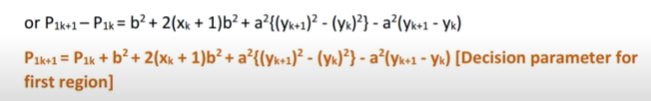 or P₁ₖ₊₁ – P₁ₖ = b² + 2(xₖ + 1)b² + a²{(yₖ₊₁)² - (yₖ)²} - a²(yₖ₊₁ - yₖ)
P₁ₖ₊₁ = P₁ₖ + b² + 2(xₖ + 1)b² + a²{(yₖ₊₁)² - (yₖ)²} - a²(yₖ₊₁ - yₖ) [Decision parameter for
first region]